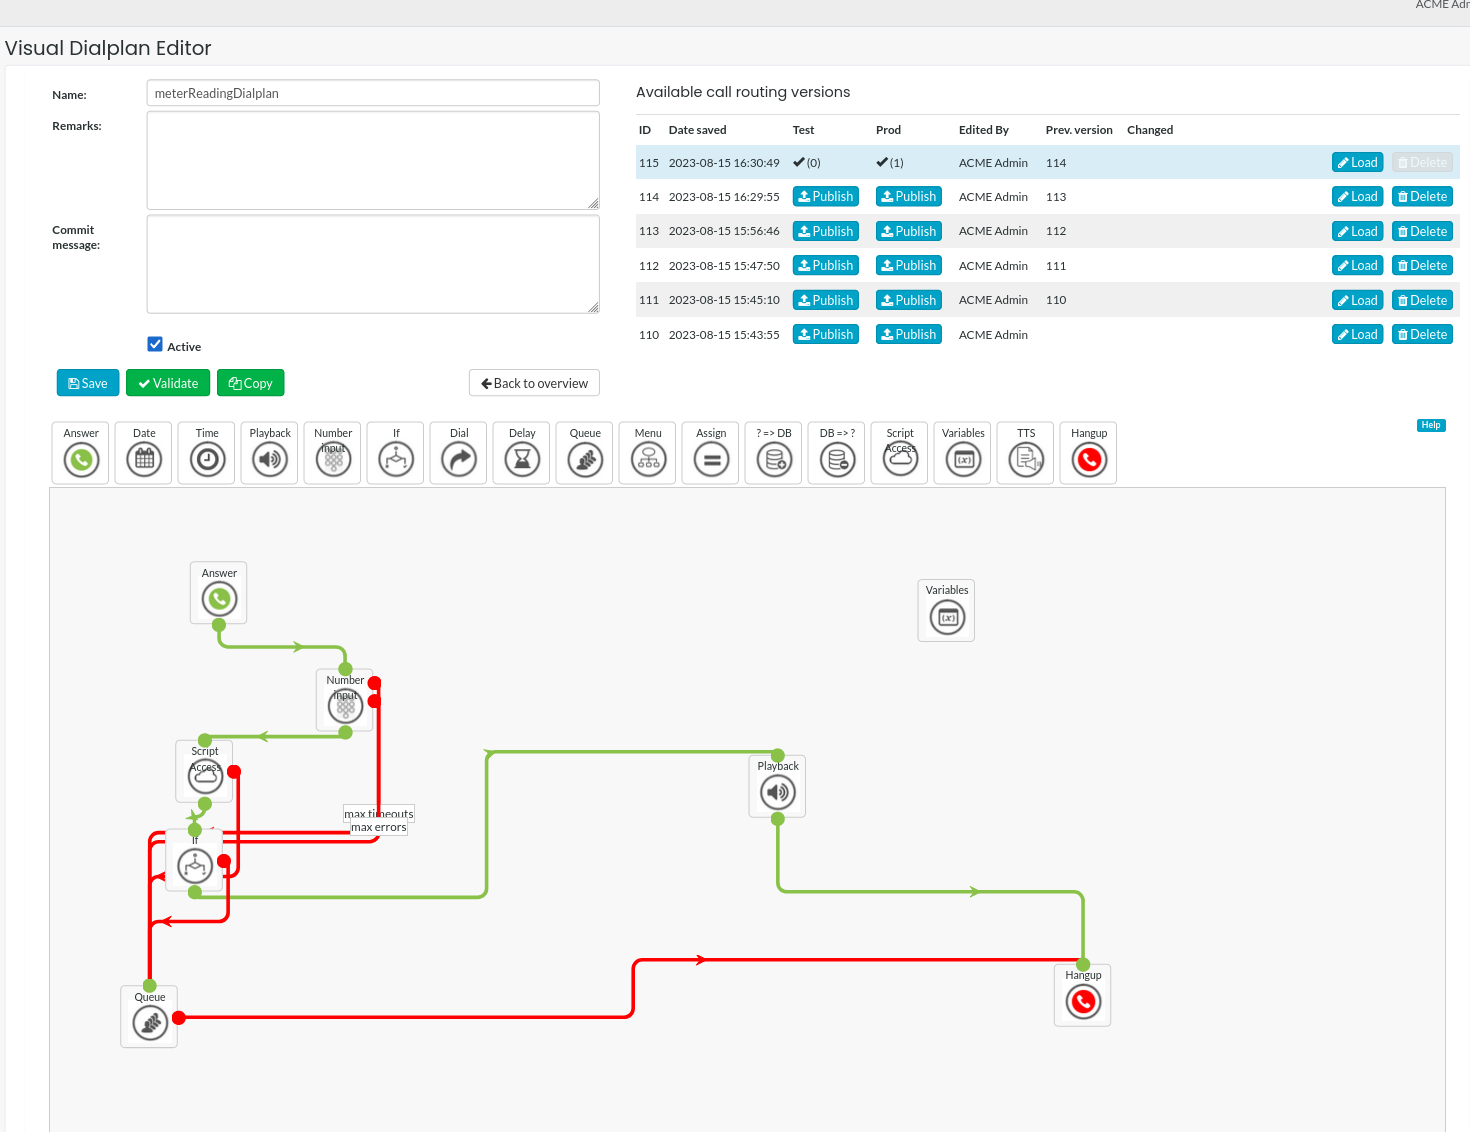 ACME Adr
Visual Dialplan Editor
Name:
meterReadingDialplan
Remarks:
Commit
message:
Active
Save
Validate
Copy
Back to overview
Available call routing versions
ID Date saved Test Prod Edited By Prev. version Changed
115 2023-08-15 16:30:49 (0) (1) ACME Admin 114 Load Delete
114 2023-08-15 16:29:55 Publish Publish ACME Admin 113 Load Delete
113 2023-08-15 15:56:46 Publish Publish ACME Admin 112 Load Delete
112 2023-08-15 15:47:50 Publish Publish ACME Admin 111 Load Delete
111 2023-08-15 15:45:10 Publish Publish ACME Admin 110 Load Delete
110 2023-08-15 15:43:55 Publish Publish ACME Admin Load Delete
Help
Answer
Date
Time
Playback
Number
Input
If
Dial
Delay
Queue
Menu
Assign
? => DB
DB => ?
Script
Access
Variables
(x)
TTS
Hangup
Answer
Variables
(x)
Number
Input
Script
Access
Playback
max timeouts
max errors
If
Hangup
Queue